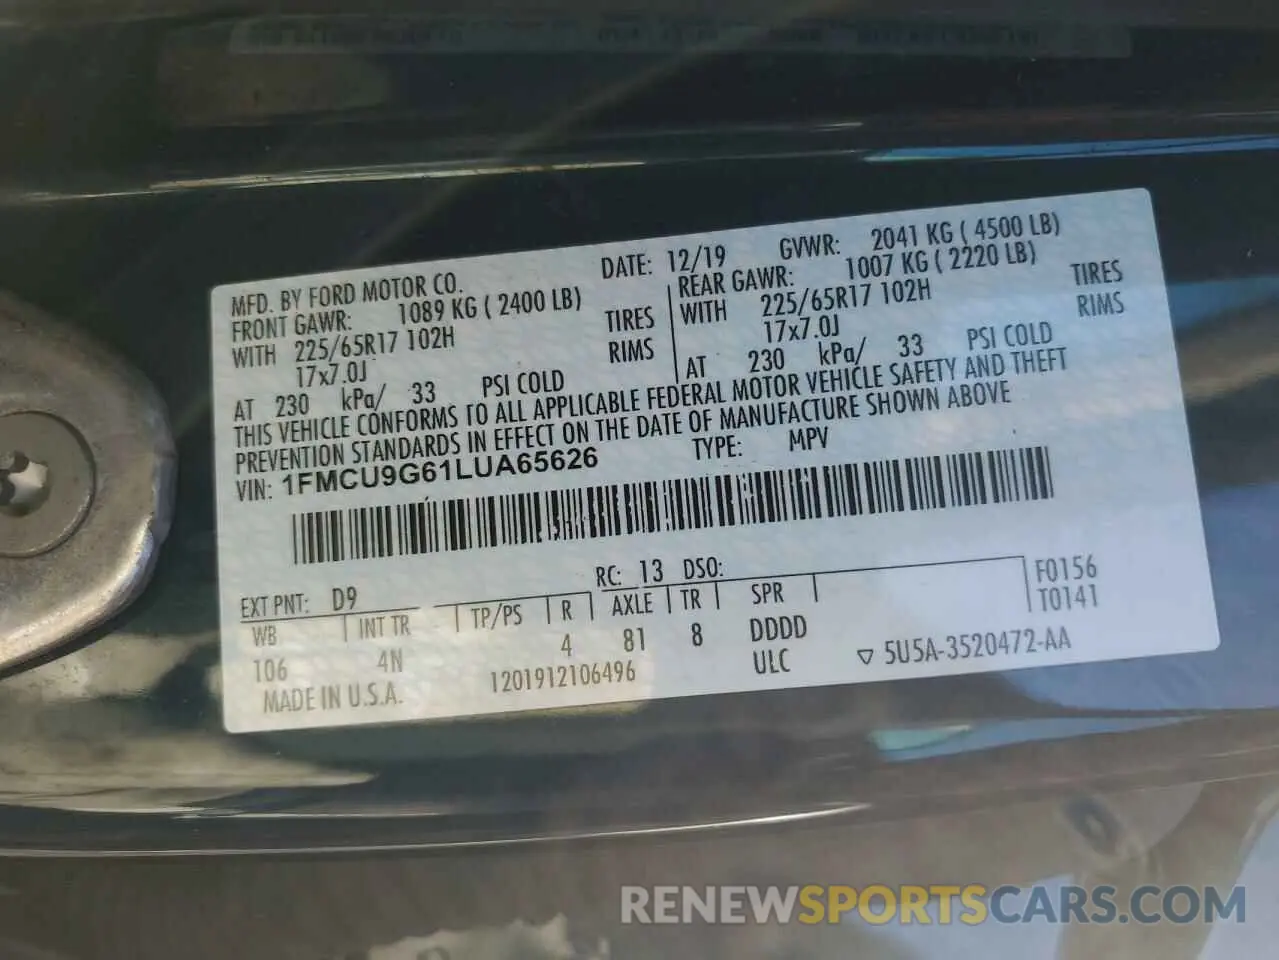 MFD. BY FORD MOTOR CO.
DATE: 12/19
GVWR: 2041 KG ( 4500 LB)
FRONT GAWR: 1089 KG ( 2400 LB)
REAR GAWR: 1007 KG ( 2220 LB)
WITH 225/65R17 102H TIRES
WITH 225/65R17 102H TIRES
17x7.0J RIMS
17x7.0J RIMS
AT 230 kPa/ 33 PSI COLD
AT 230 kPa/ 33 PSI COLD
THIS VEHICLE CONFORMS TO ALL APPLICABLE FEDERAL MOTOR VEHICLE SAFETY AND THEFT
PREVENTION STANDARDS IN EFFECT ON THE DATE OF MANUFACTURE SHOWN ABOVE
VIN: 1FMCU9G61LUA65626 TYPE: MPV
EXT PNT: D9 RC: 13 DSO: F0156
WB INT TR TP/PS R AXLE TR SPR T0141
106 4N 4 81 8 DDDD
MADE IN U.S.A. 1201912106496 ULC ▽ 5U5A-3520472-AA
RENEWSPORTSCARS.COM